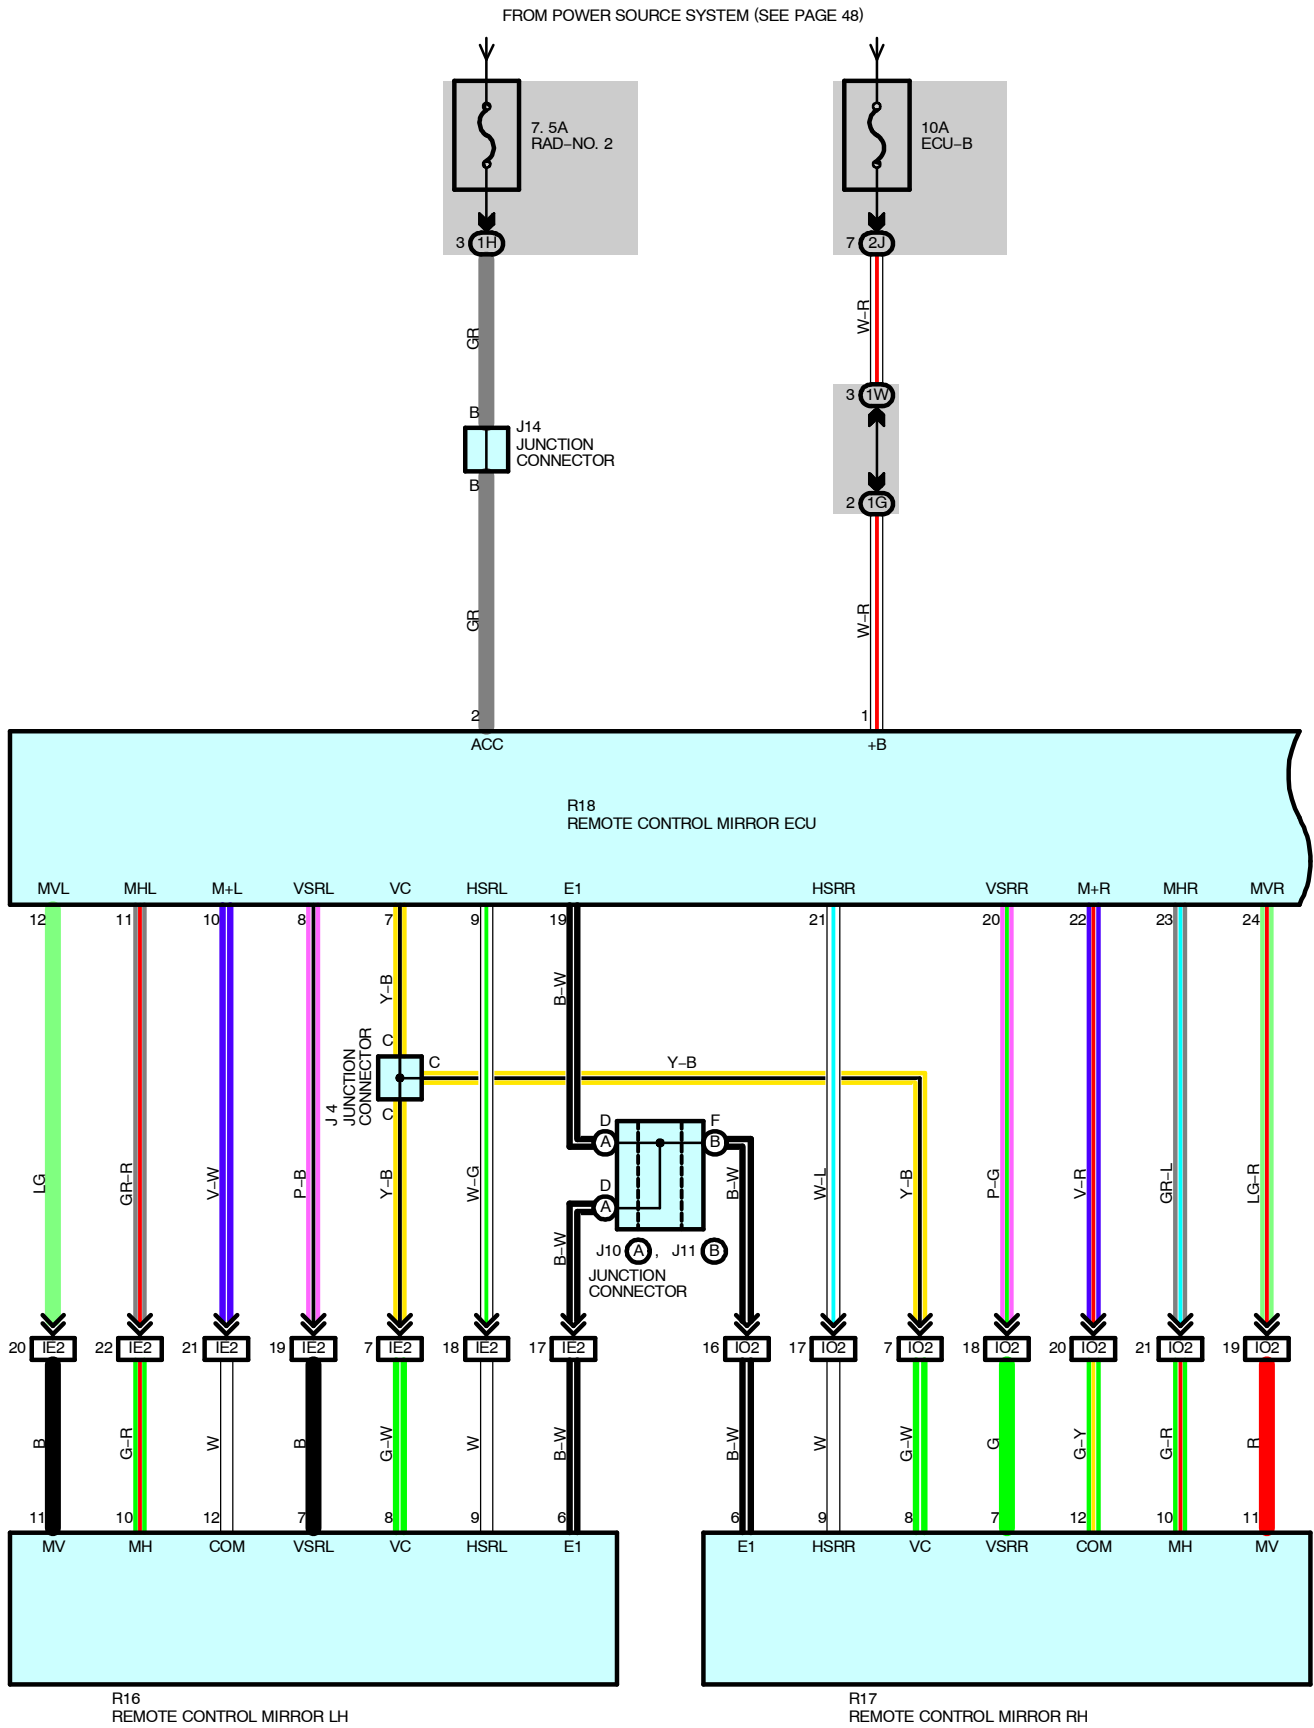 FROM POWER SOURCE SYSTEM (SEE PAGE 48)
7. 5A
RAD–NO. 2
10A
ECU–B
3 1H
7 2J
GR
W–R
3 1W
B
J14
JUNCTION
CONNECTOR
B
2 1G
GR
W–R
2
1
ACC
+B
R18
REMOTE CONTROL MIRROR ECU
MVL MHL M+L VSRL VC HSRL E1 HSRR VSRR M+R MHR MVR
12 11 10 8 7 9 19 21 20 22 23 24
Y–B
B–W
C
C
Y–B
J 4
JUNCTION
CONNECTOR
C
D
A
F
B
D
A
LG
GR–R
V–W
P–B
Y–B
W–G
B–W
B–W
W–L
Y–B
P–G
V–R
GR–L
LG–R
J10 A , J11 B
JUNCTION
CONNECTOR
20 IE2 22 IE2 21 IE2 19 IE2 7 IE2 18 IE2 17 IE2 16 IO2 17 IO2 7 IO2 18 IO2 20 IO2 21 IO2 19 IO2
B G–R W B G–W W B–W B–W W G–W G G–Y G–R R
11 10 12 7 8 9 6 6 9 8 7 12 10 11
MV MH COM VSRL VC HSRL E1 E1 HSRR VC VSRR COM MH MV
R16
REMOTE CONTROL MIRROR LH
R17
REMOTE CONTROL MIRROR RH